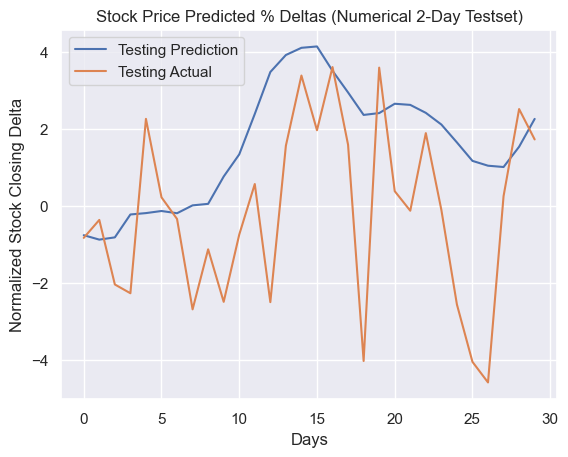 Stock Price Predicted % Deltas (Numerical 2-Day Testset)
Testing Prediction
Testing Actual
Normalized Stock Closing Delta
4
2
0
−2
−4
0 5 10 15 20 25 30
Days